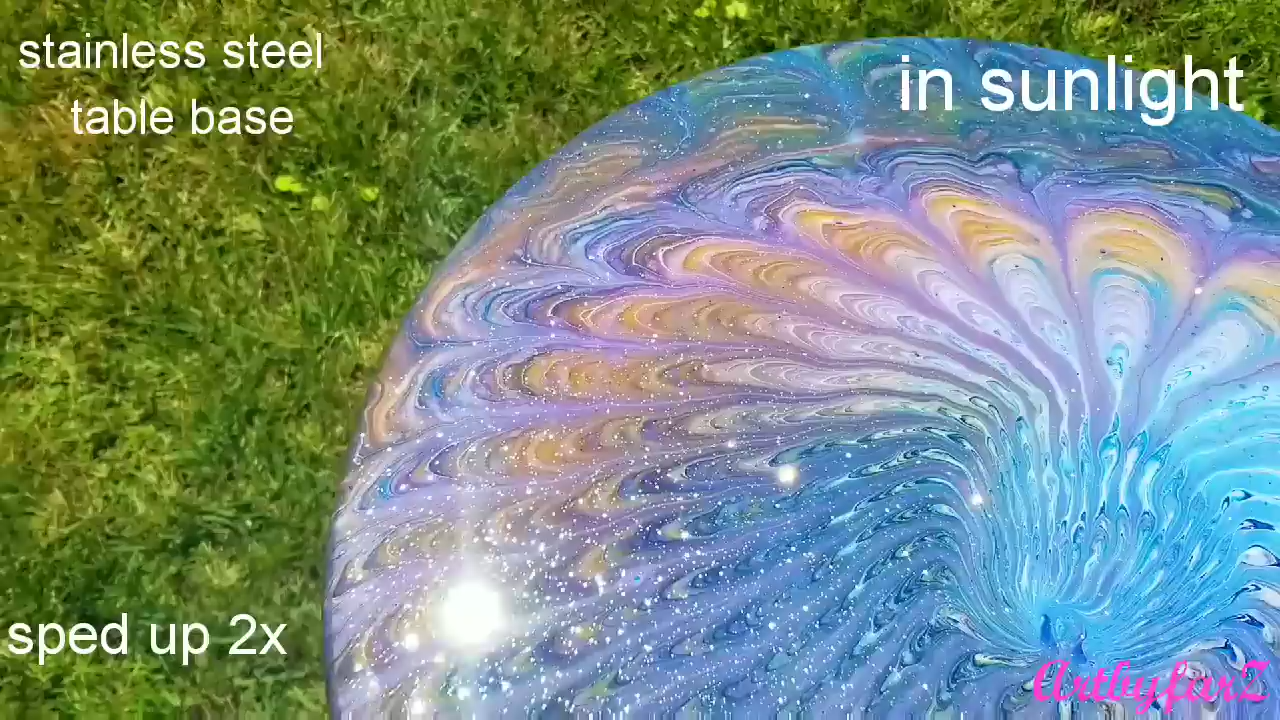 stainless steel
table base
in sunlight
sped up 2x
ArtbyfarZ